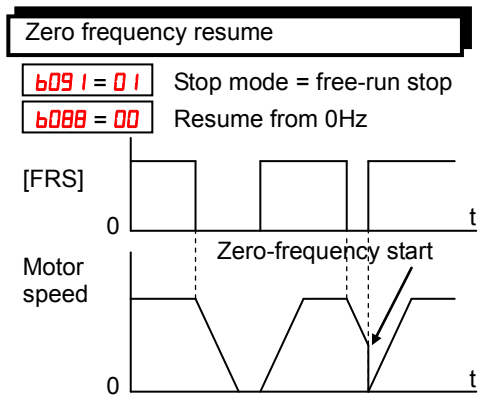 Zero frequency resume
b091 = 01 Stop mode = free-run stop
b088 = 00 Resume from 0Hz
[FRS]
0
t
Zero-frequency start
Motor
speed
0
t